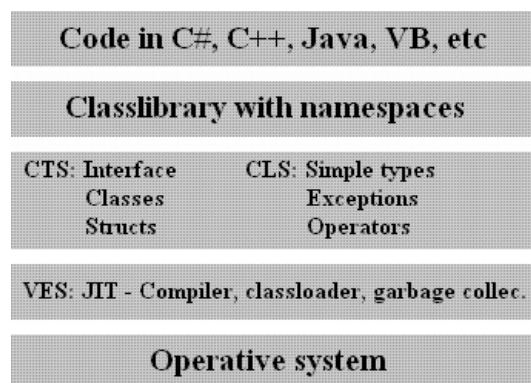 Code in C#, C++, Java, VB, etc
Classlibrary with namespaces
CTS: Interface CLS: Simple types
Classes Exceptions
Structs Operators
VES: JIT - Compiler, classloader, garbage collec.
Operative system